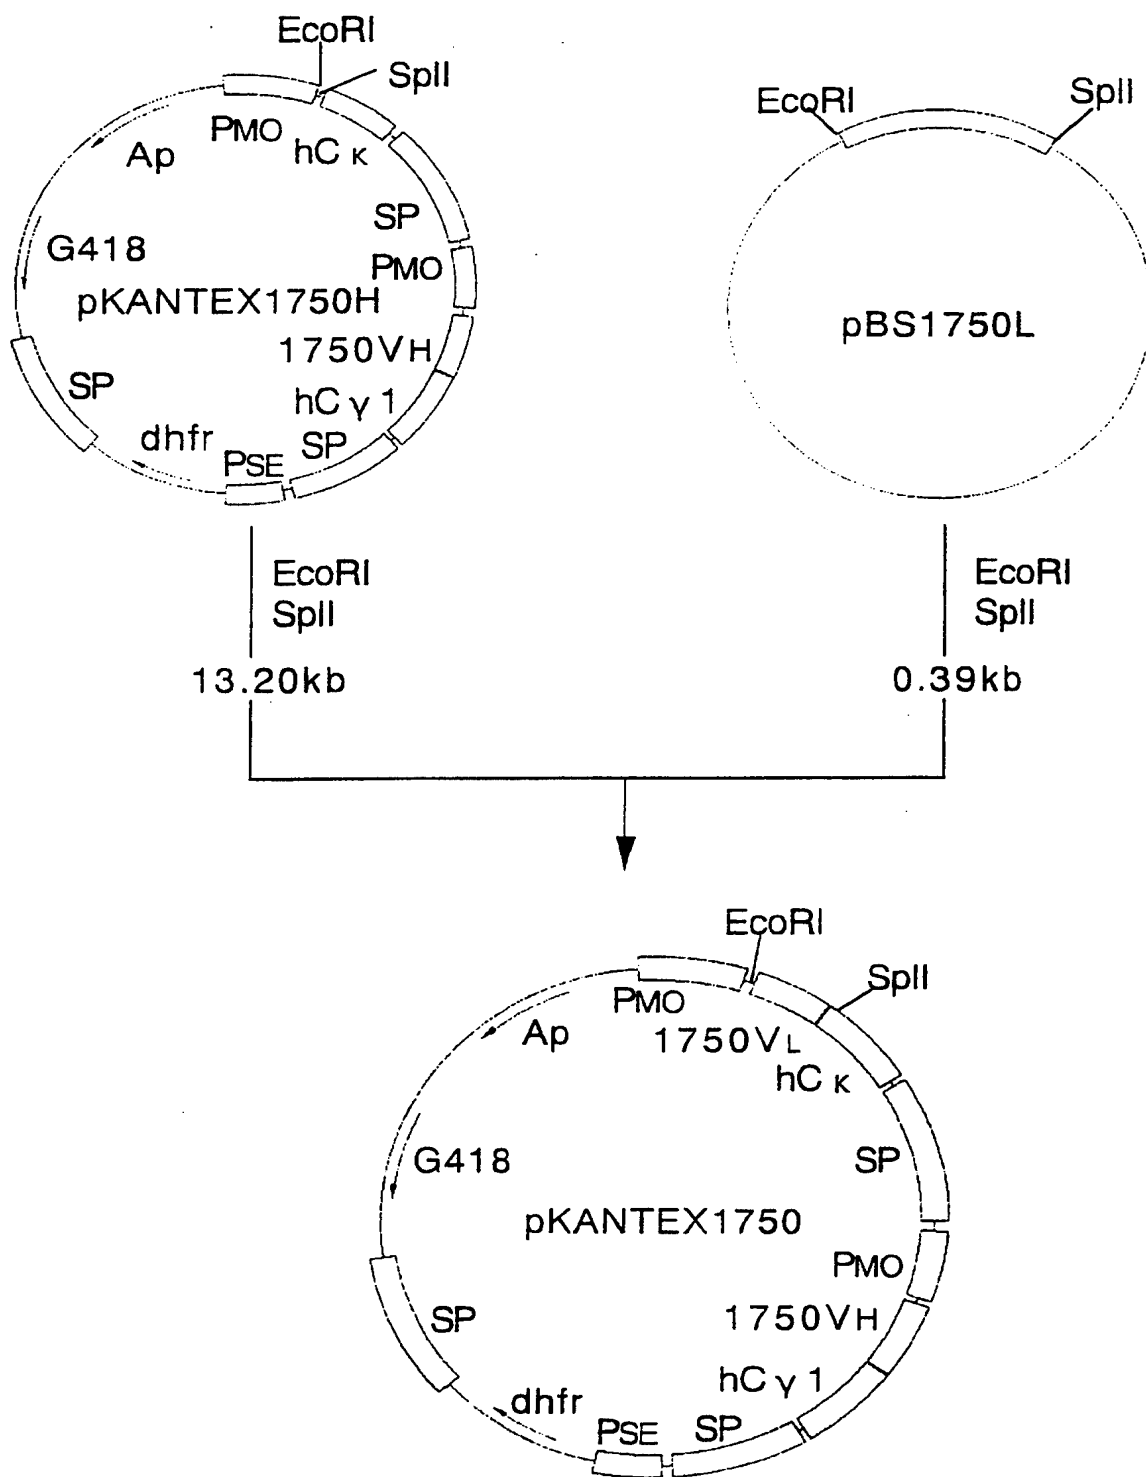 EcoRI
SplI
PMO
hCκ
Ap
SP
G418
PMO
pKANTEX1750H
1750VH
SP
hCγ1
dhfr
SP
PSE
EcoRI
SplI
pBS1750L
EcoRI
SplI
13.20kb
EcoRI
SplI
0.39kb
EcoRI
SplI
PMO
Ap
1750VL
hCκ
G418
SP
pKANTEX1750
PMO
SP
1750VH
hCγ1
dhfr
PSE
SP